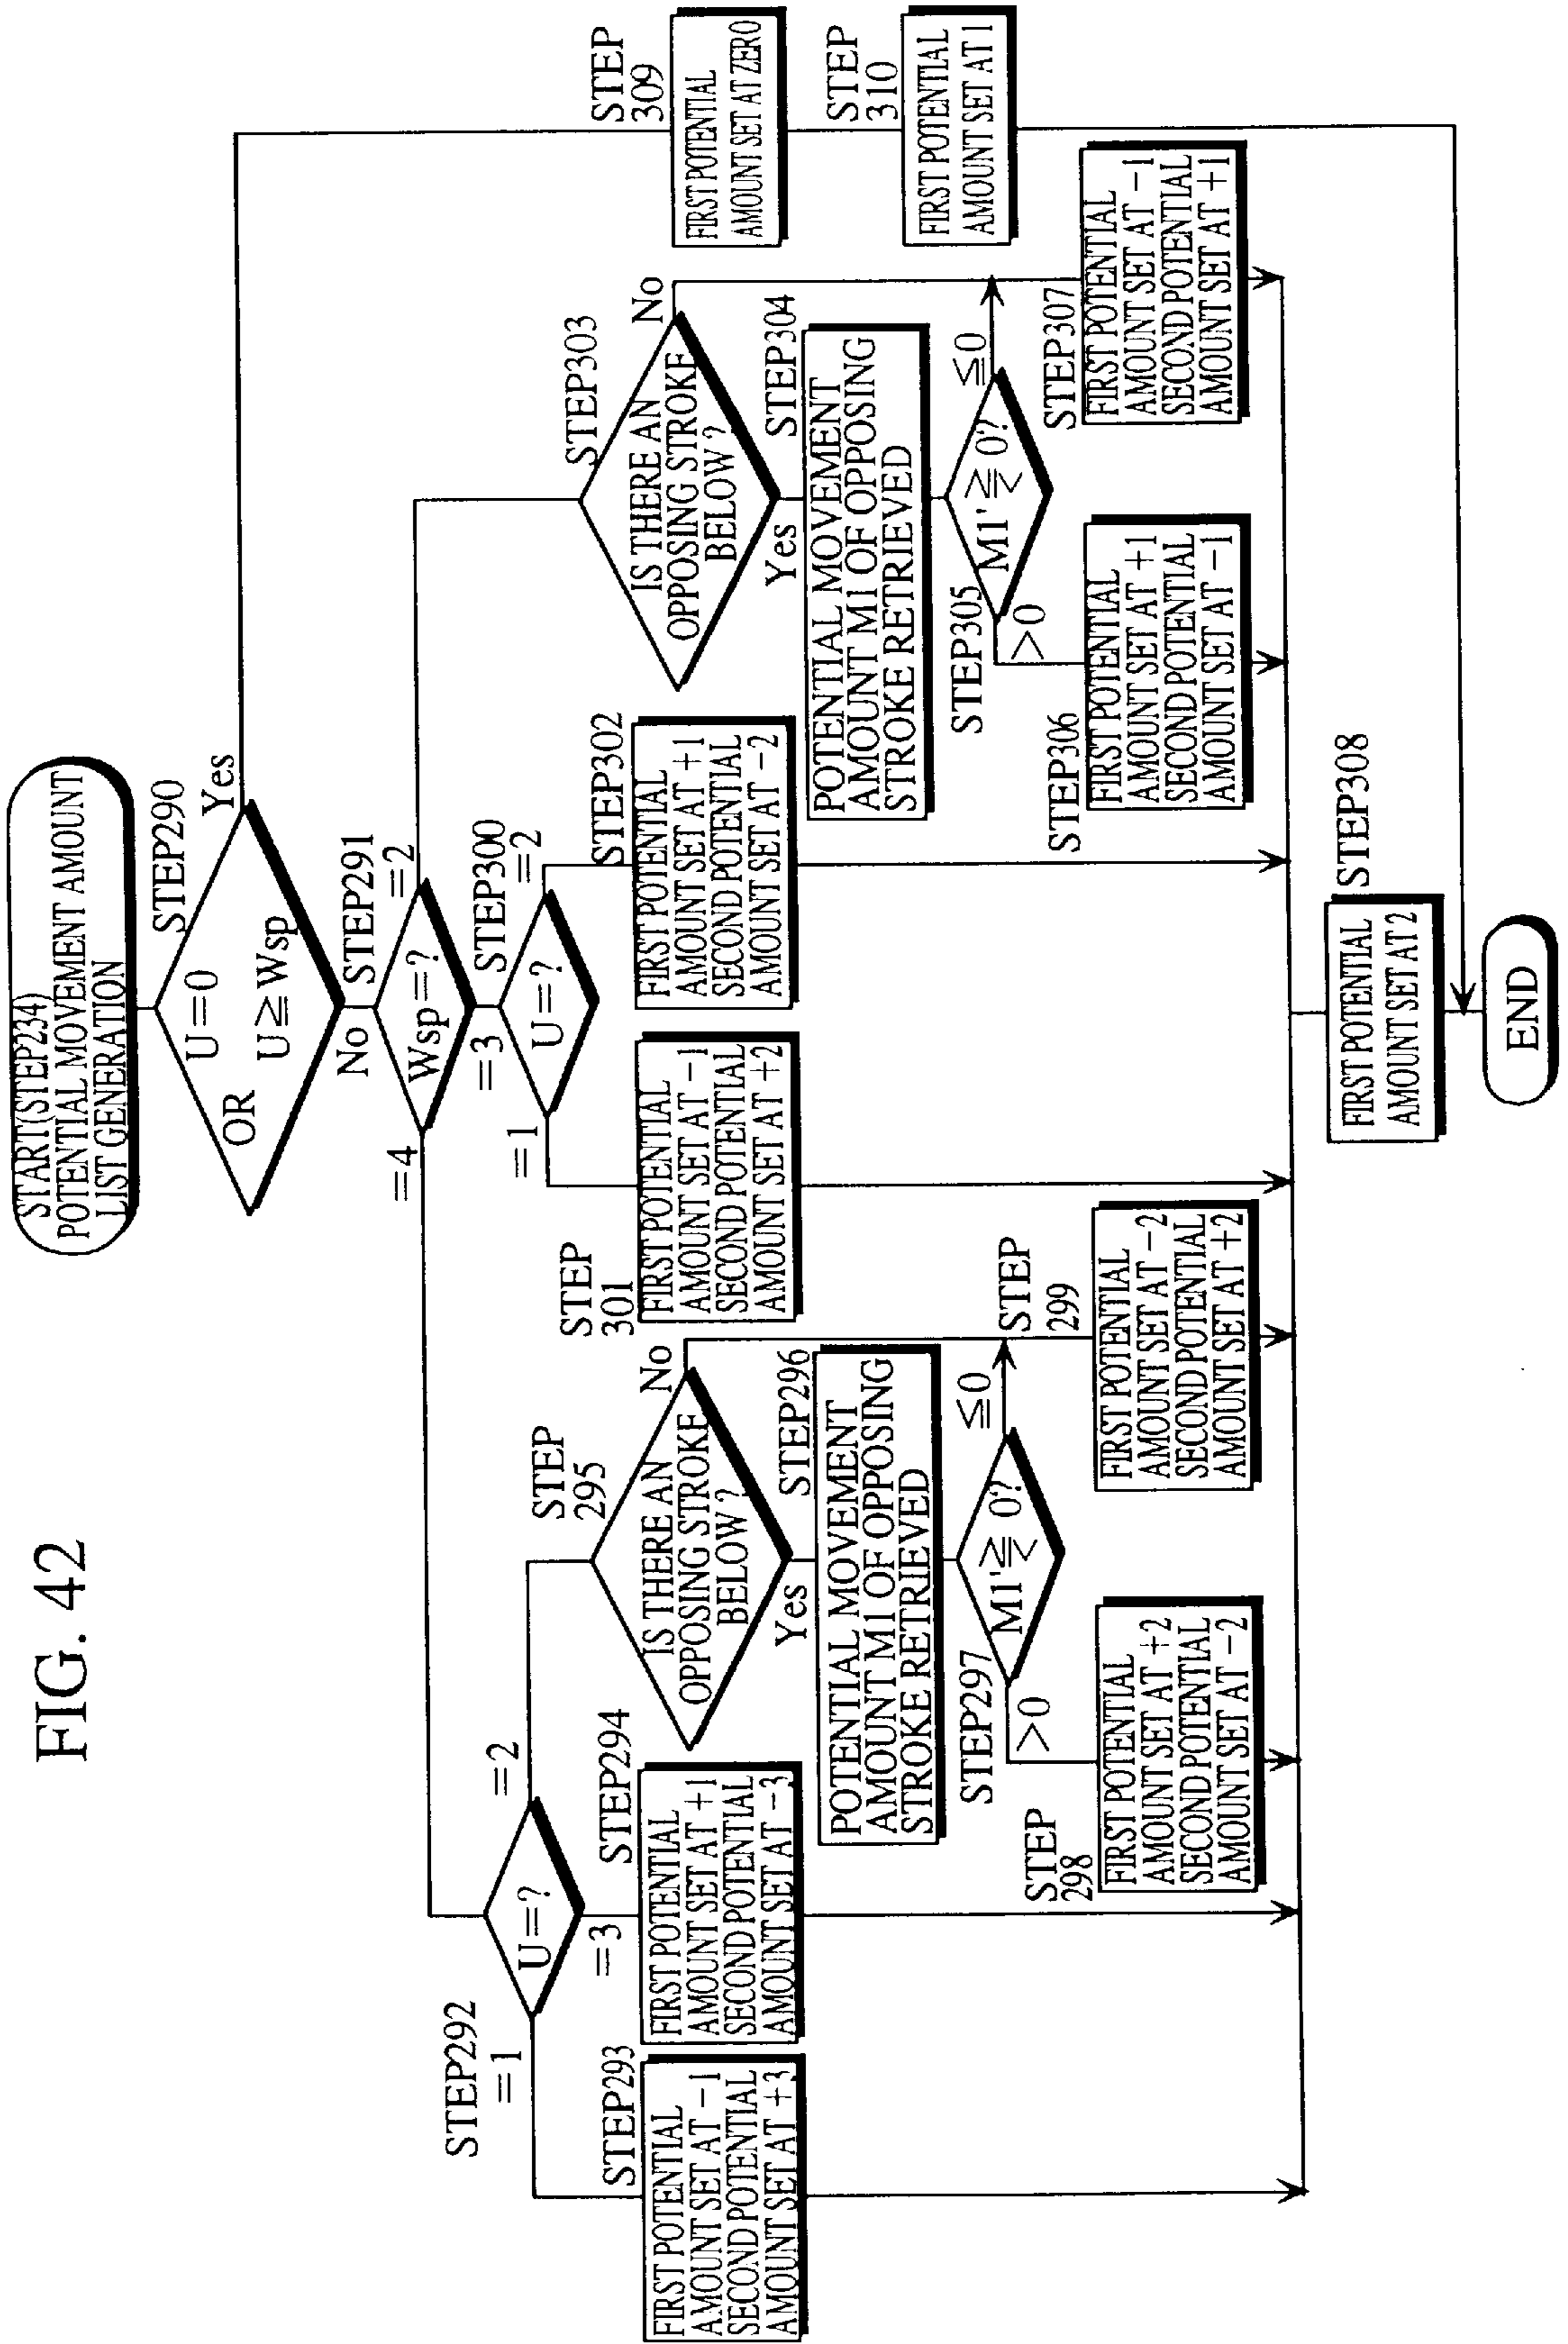 FIG. 42
START(STEP234)
POTENTIAL MOVEMENT AMOUNT
LIST GENERATION
STEP290
U=0
OR
U≧Wsp
Yes
No
STEP291
Wsp=?
=4
=3
=2
STEP292
U=?
=1
=3
=2
STEP293
FIRST POTENTIAL
AMOUNT SET AT −1
SECOND POTENTIAL
AMOUNT SET AT +3
STEP294
FIRST POTENTIAL
AMOUNT SET AT +1
SECOND POTENTIAL
AMOUNT SET AT −3
STEP
295
IS THERE AN
OPPOSING STROKE
BELOW?
No
Yes
STEP296
POTENTIAL MOVEMENT
AMOUNT M1 OF OPPOSING
STROKE RETRIEVED
STEP297
M1'≧≦0?
>0
≦0
STEP
298
FIRST POTENTIAL
AMOUNT SET AT +2
SECOND POTENTIAL
AMOUNT SET AT −2
STEP
299
FIRST POTENTIAL
AMOUNT SET AT −2
SECOND POTENTIAL
AMOUNT SET AT +2
STEP300
U=?
=1
=2
STEP
301
FIRST POTENTIAL
AMOUNT SET AT −1
SECOND POTENTIAL
AMOUNT SET AT +2
STEP302
FIRST POTENTIAL
AMOUNT SET AT +1
SECOND POTENTIAL
AMOUNT SET AT −2
STEP303
IS THERE AN
OPPOSING STROKE
BELOW?
No
Yes
STEP304
POTENTIAL MOVEMENT
AMOUNT M1 OF OPPOSING
STROKE RETRIEVED
STEP305
M1'≧≦0?
>0
≦0
STEP306
FIRST POTENTIAL
AMOUNT SET AT +1
SECOND POTENTIAL
AMOUNT SET AT −1
STEP307
FIRST POTENTIAL
AMOUNT SET AT −1
SECOND POTENTIAL
AMOUNT SET AT +1
STEP308
FIRST POTENTIAL
AMOUNT SET AT 2
STEP
309
FIRST POTENTIAL
AMOUNT SET AT ZERO
STEP
310
FIRST POTENTIAL
AMOUNT SET AT 1
END